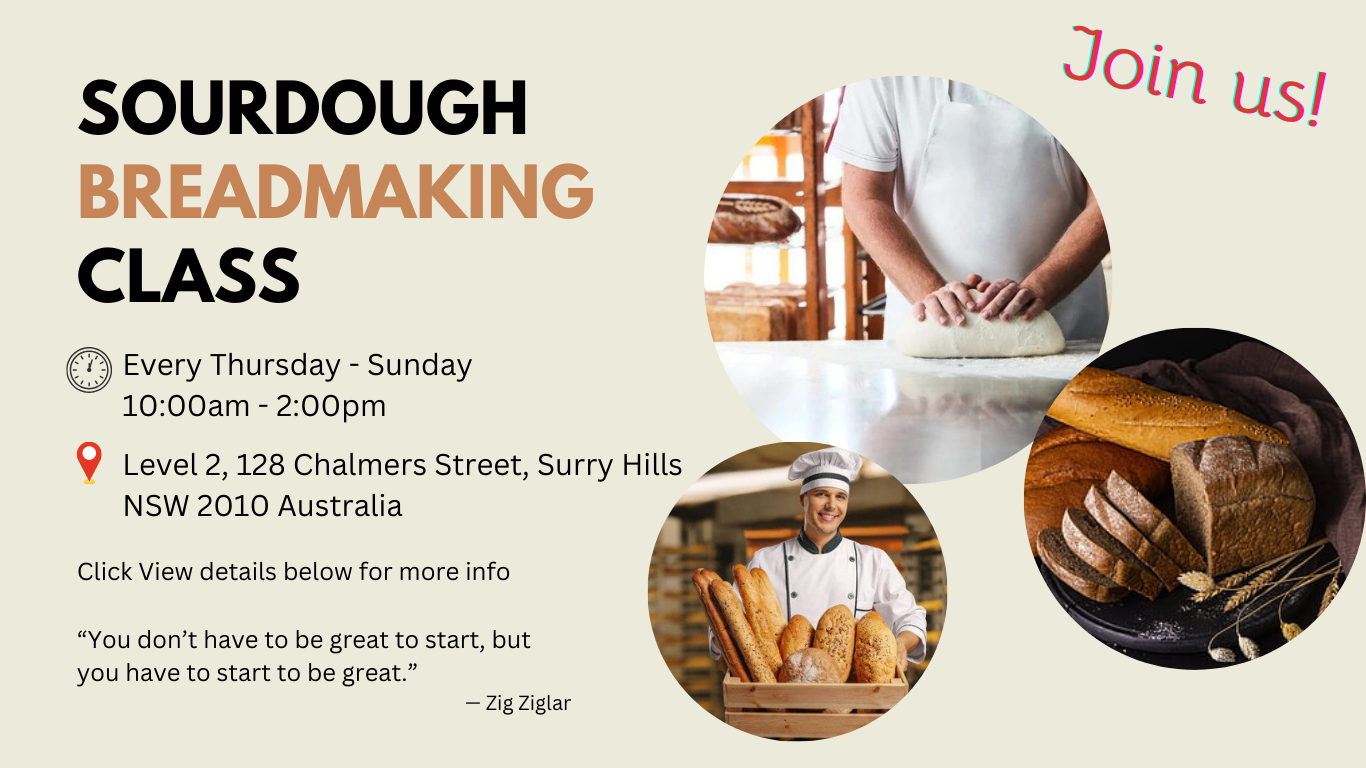 Join us!
SOURDOUGH
BREADMAKING
CLASS
Every Thursday - Sunday
10:00am - 2:00pm
Level 2, 128 Chalmers Street, Surry Hills
NSW 2010 Australia
Click View details below for more info
“You don’t have to be great to start, but
you have to start to be great.”
— Zig Ziglar